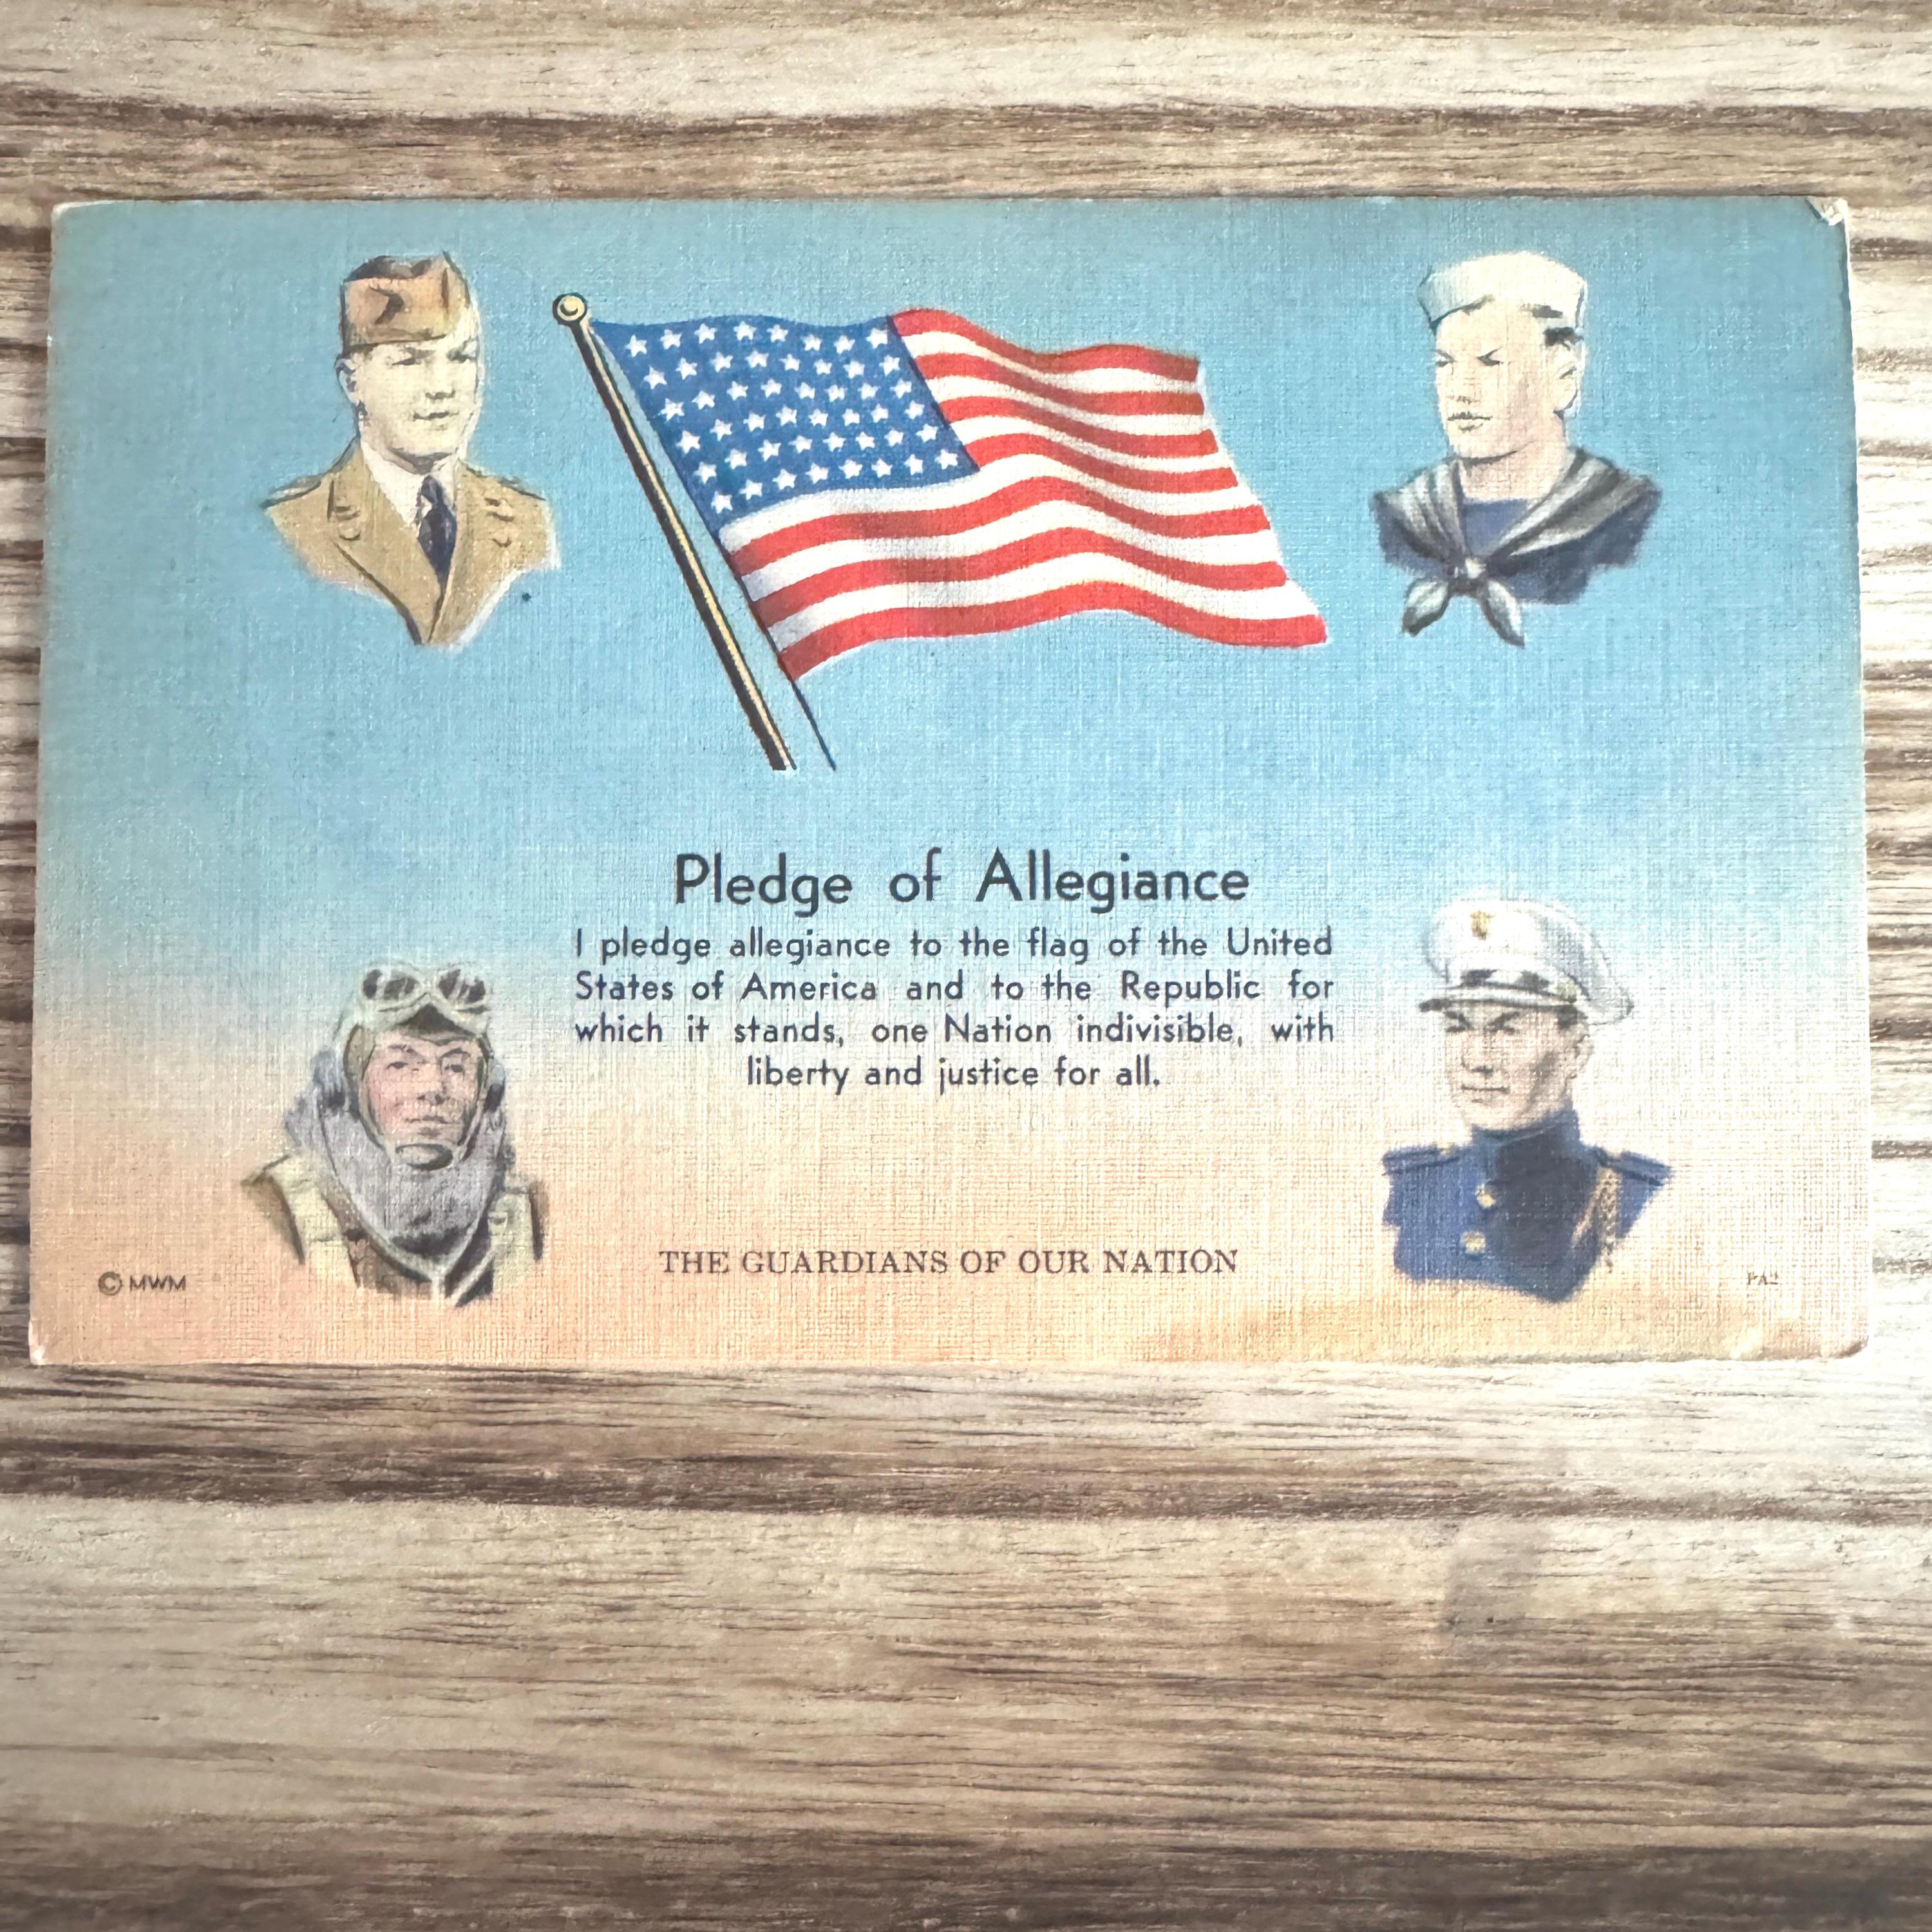 Pledge of Allegiance
I pledge allegiance to the flag of the United
States of America and to the Republic for
which it stands, one Nation indivisible, with
liberty and justice for all.
THE GUARDIANS OF OUR NATION
© MWM
PA2